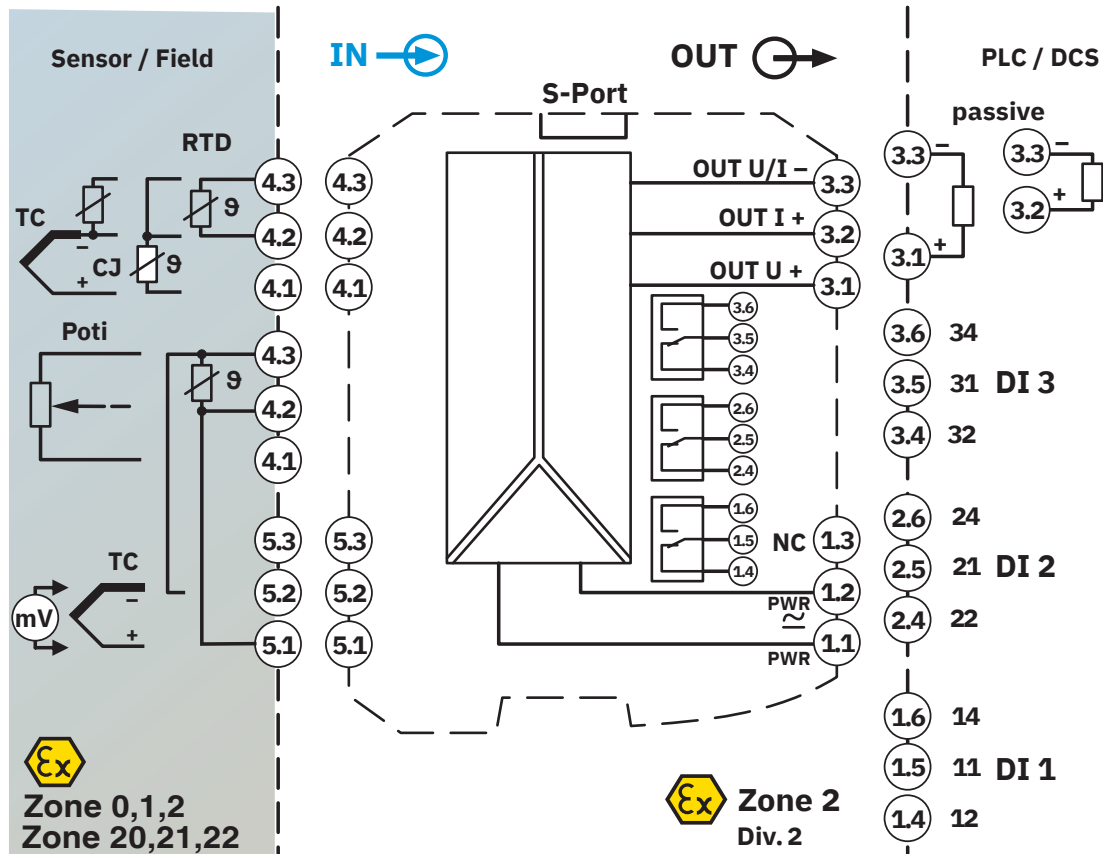 Sensor / Field
IN
OUT
PLC / DCS
S-Port
passive
RTD
TC
ϑ
−
+
CJ
ϑ
4.3
4.2
4.1
4.3
4.2
4.1
OUT U/I –
OUT I +
OUT U +
3.3
3.2
3.1
3.3
−
3.1
+
3.3
−
3.2
+
Poti
ϑ
4.3
4.2
4.1
3.6
3.5
3.4
2.6
2.5
2.4
1.6
1.5
1.4
3.6 34
3.5 31 DI 3
3.4 32
TC
mV
−
+
5.3
5.2
5.1
5.3
5.2
5.1
NC 1.3
PWR 1.2
PWR 1.1
2.6 24
2.5 21 DI 2
2.4 22
1.6 14
1.5 11 DI 1
1.4 12
Ex
Zone 0,1,2
Zone 20,21,22
Ex
Zone 2
Div. 2